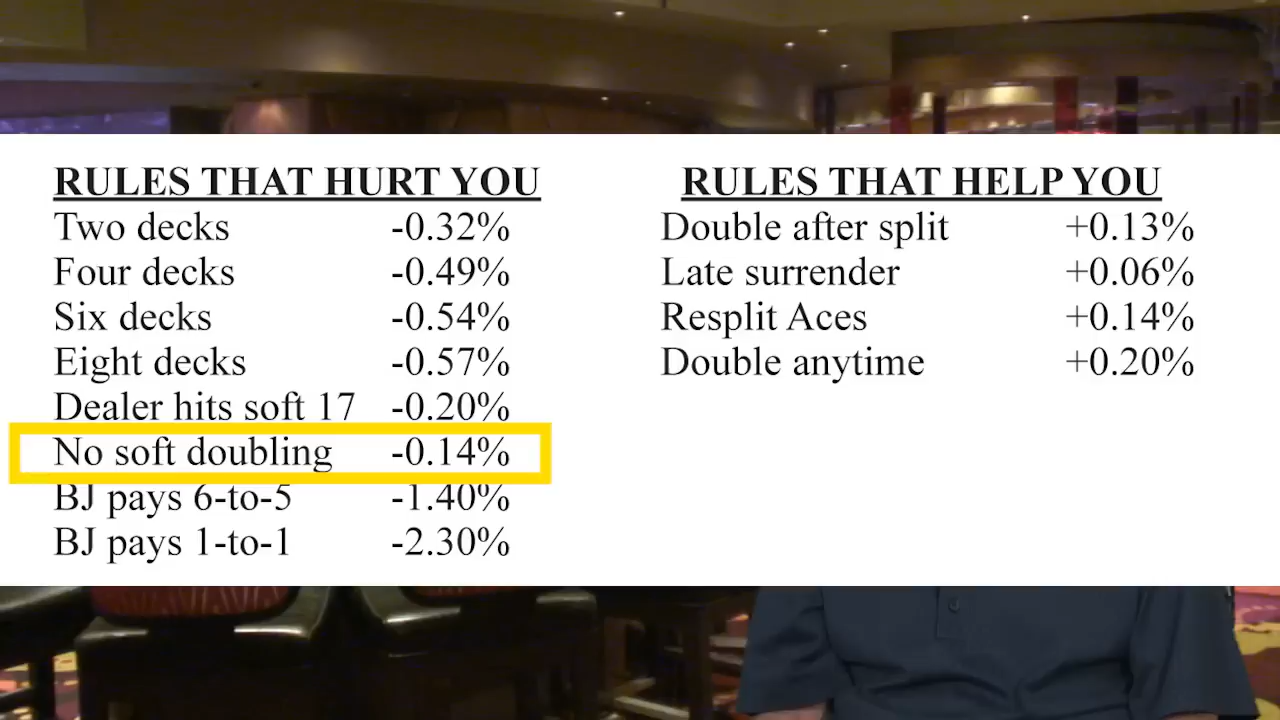 RULES THAT HURT YOU
Two decks -0.32%
Four decks -0.49%
Six decks -0.54%
Eight decks -0.57%
Dealer hits soft 17 -0.20%
No soft doubling -0.14%
BJ pays 6-to-5 -1.40%
BJ pays 1-to-1 -2.30%
RULES THAT HELP YOU
Double after split +0.13%
Late surrender +0.06%
Resplit Aces +0.14%
Double anytime +0.20%